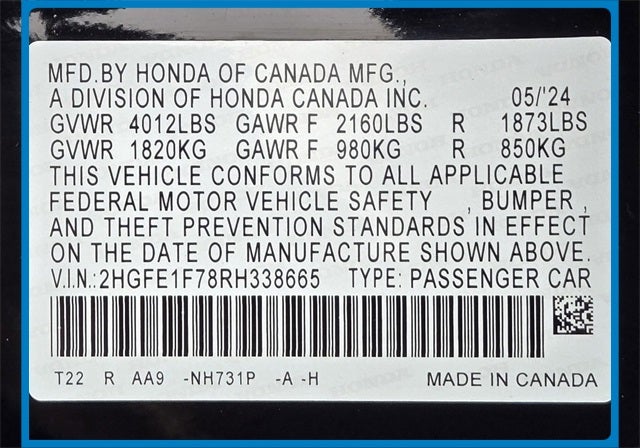 MFD.BY HONDA OF CANADA MFG.,
A DIVISION OF HONDA CANADA INC. 05/'24
GVWR 4012LBS GAWR F 2160LBS R 1873LBS
GVWR 1820KG GAWR F 980KG R 850KG
THIS VEHICLE CONFORMS TO ALL APPLICABLE
FEDERAL MOTOR VEHICLE SAFETY , BUMPER ,
AND THEFT PREVENTION STANDARDS IN EFFECT
ON THE DATE OF MANUFACTURE SHOWN ABOVE.
V.I.N.:2HGFE1F78RH338665 TYPE: PASSENGER CAR
T22 R AA9 -NH731P -A -H MADE IN CANADA